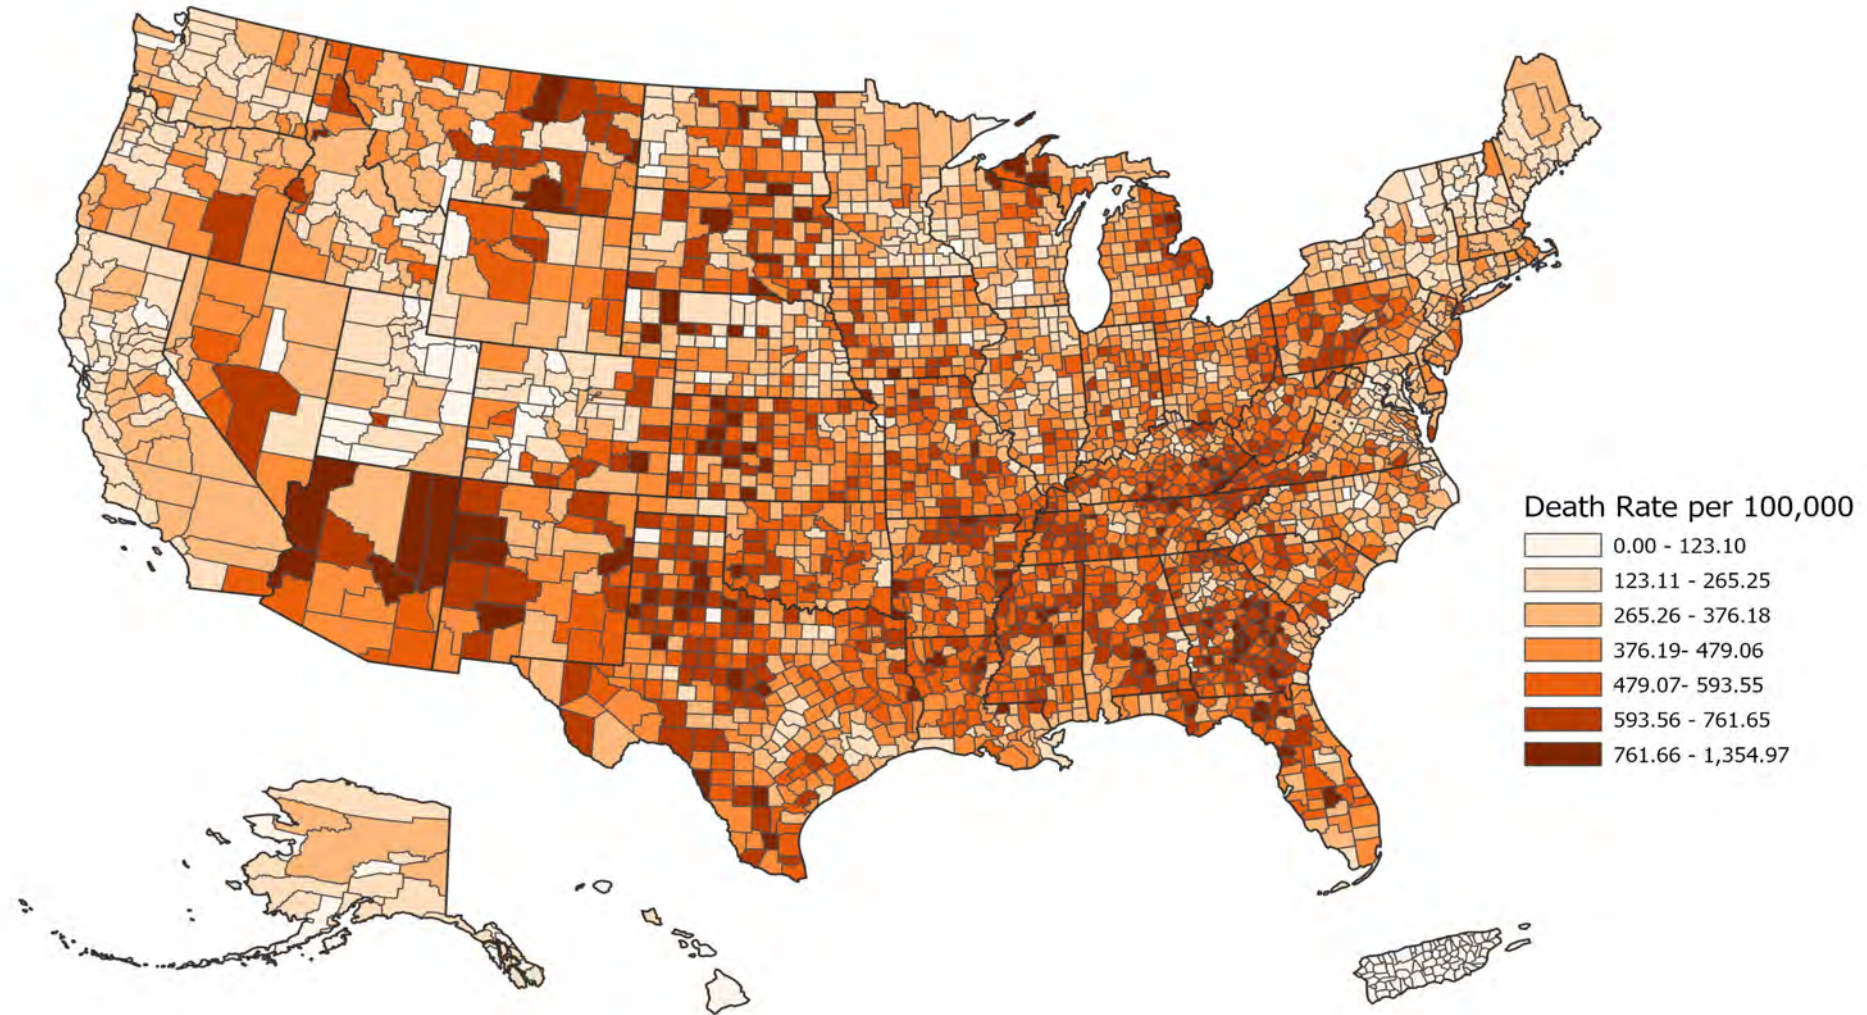 Death Rate per 100,000
0.00 - 123.10
123.11 - 265.25
265.26 - 376.18
376.19- 479.06
479.07- 593.55
593.56 - 761.65
761.66 - 1,354.97